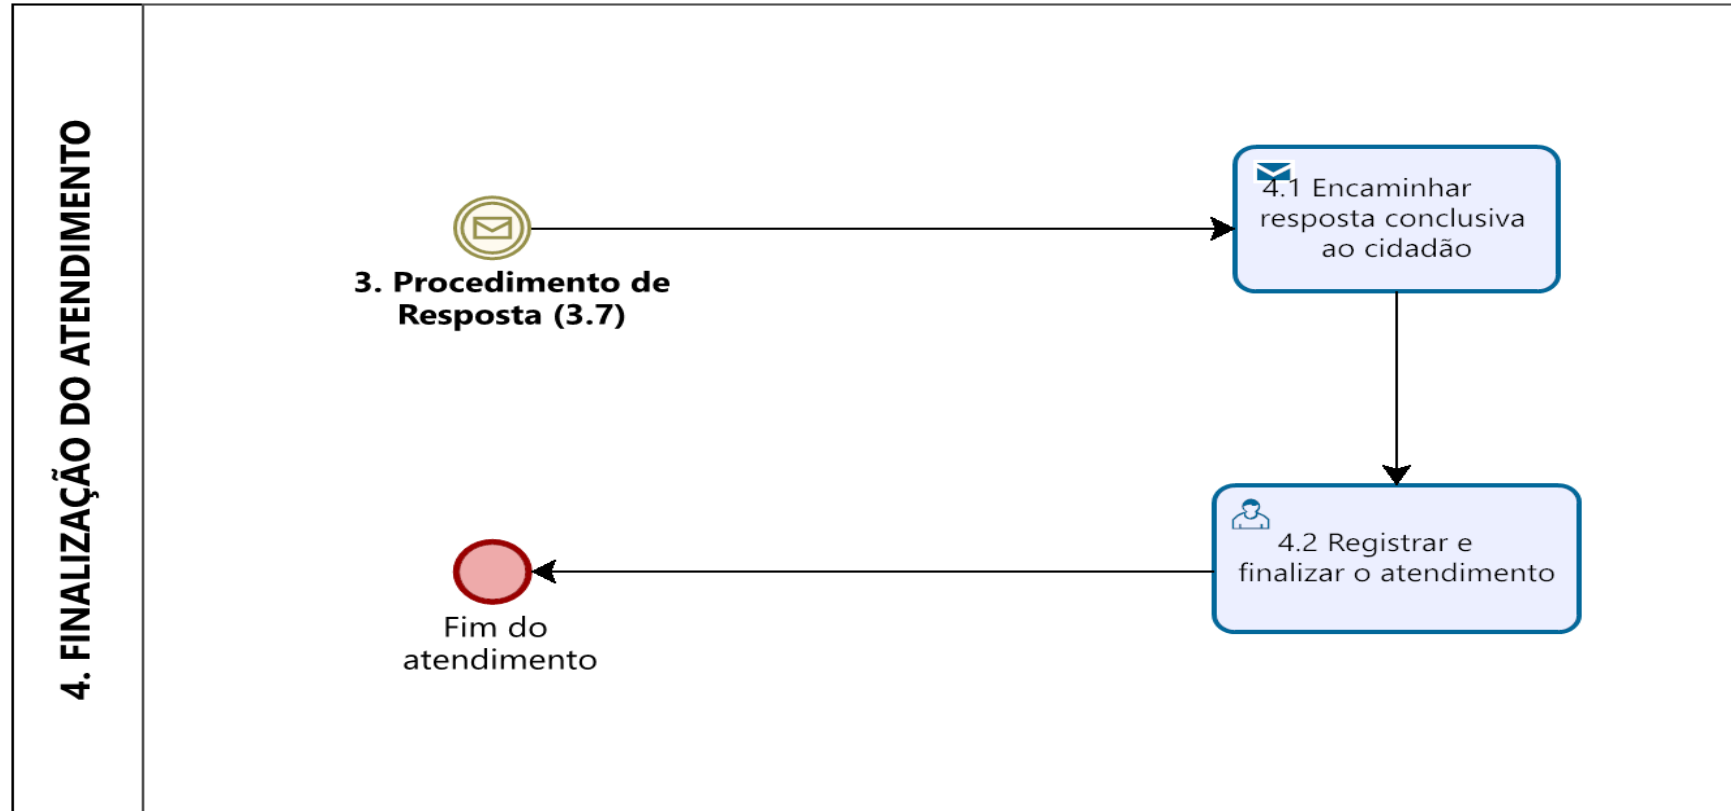 4. FINALIZAÇÃO DO ATENDIMENTO
3. Procedimento de
Resposta (3.7)
4.1 Encaminhar
resposta conclusiva
ao cidadão
4.2 Registrar e
finalizar o atendimento
Fim do
atendimento